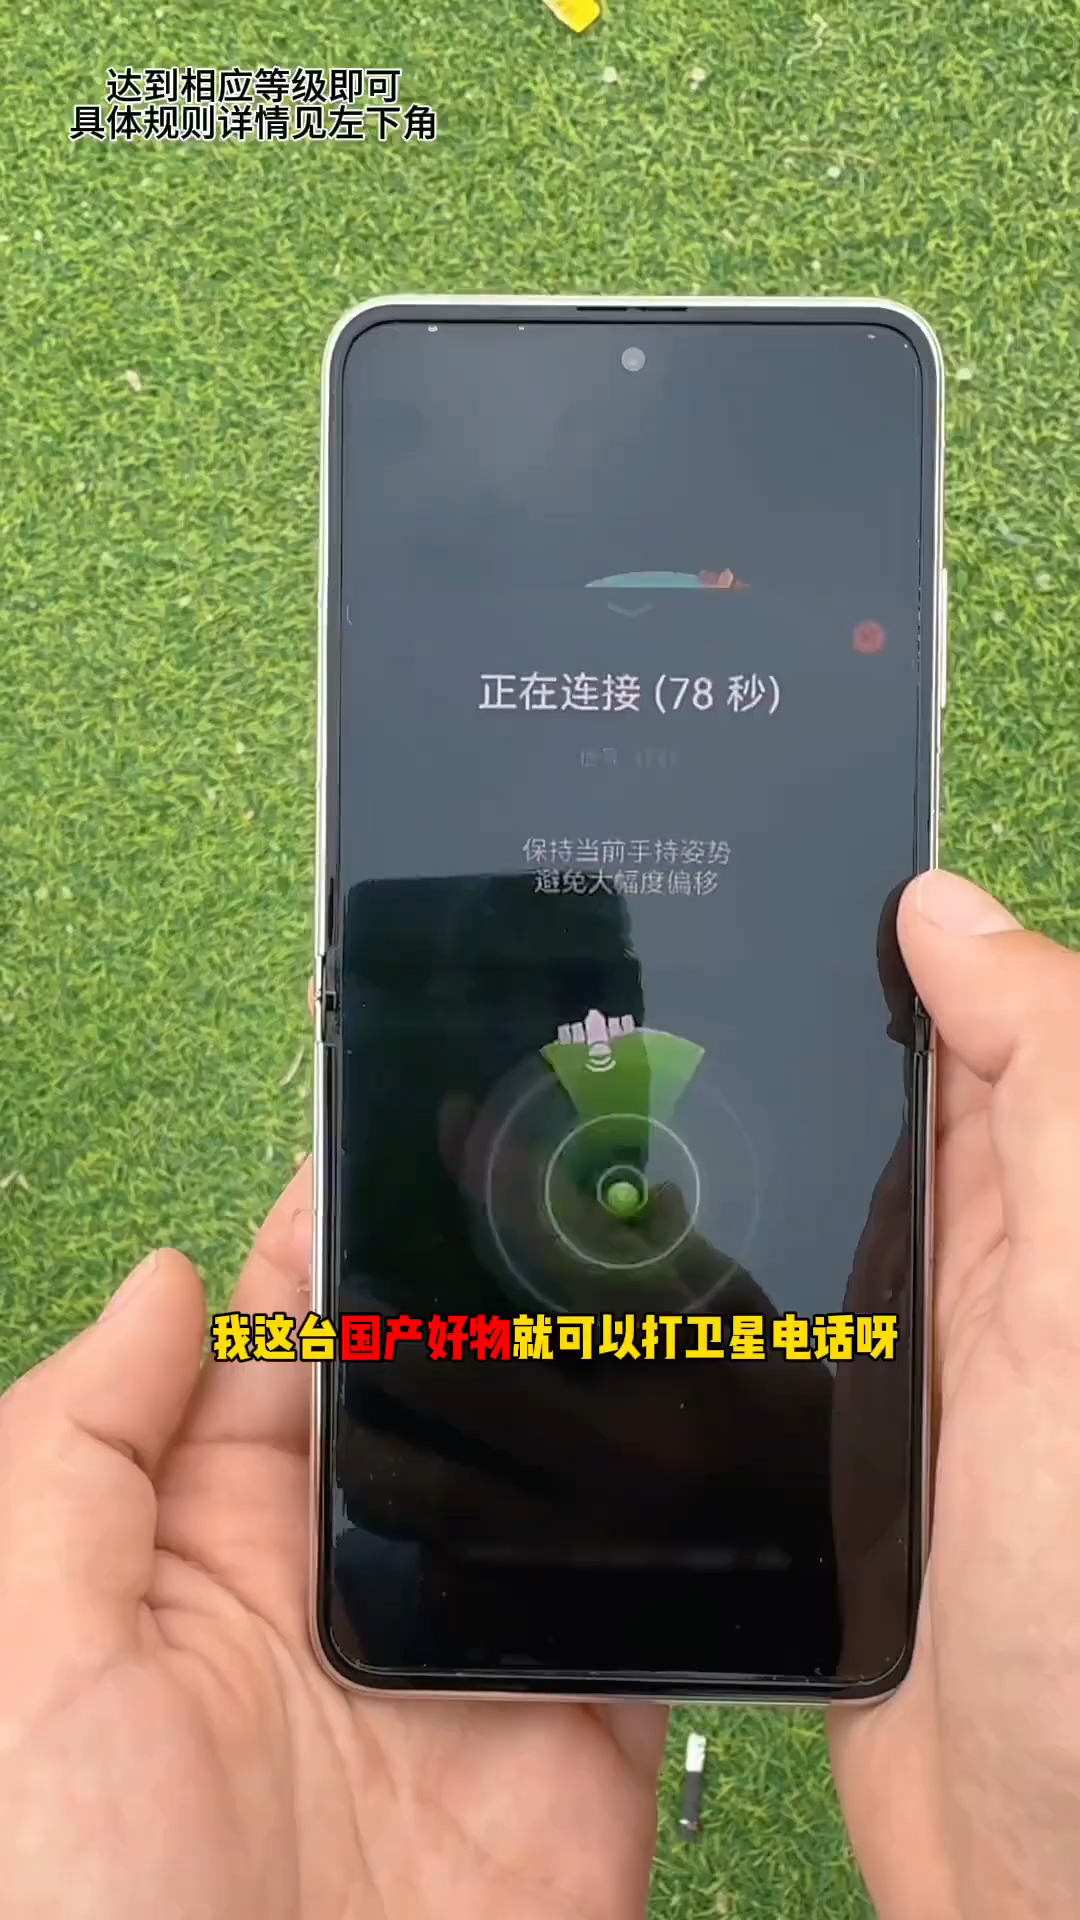 达到相应等级即可
具体规则详情见左下角
正在连接 (78 秒)
保持当前手持姿势
避免大幅度偏移
我这台国产好物就可以打卫星电话呀